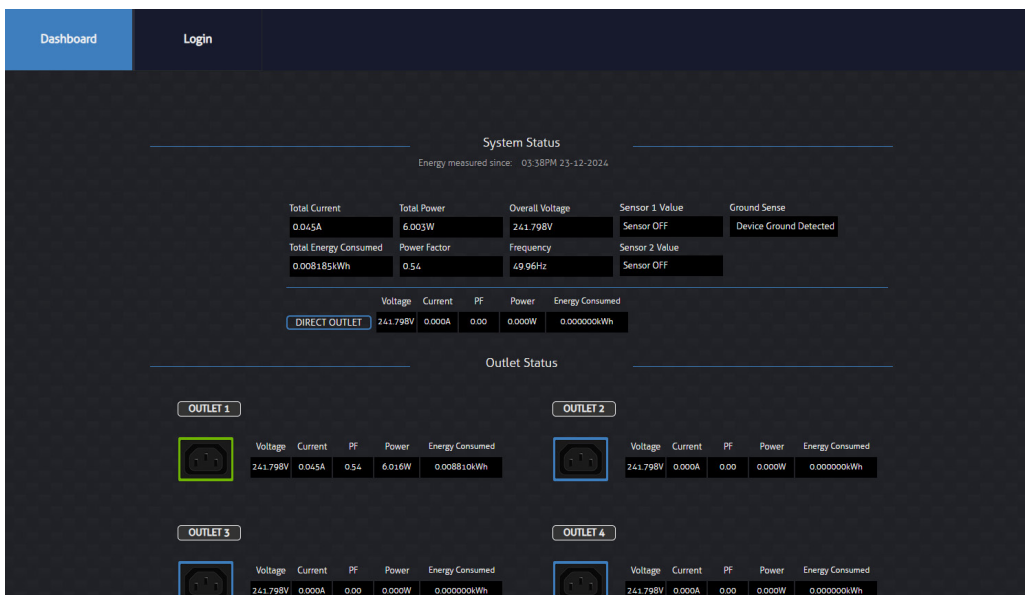 Dashboard Login
System Status
Energy measured since: 03:38PM 23-12-2024
Total Current Total Power Overall Voltage Sensor 1 Value Ground Sense
0.045A 6.003W 241.798V Sensor OFF Device Ground Detected
Total Energy Consumed Power Factor Frequency Sensor 2 Value
0.008185kWh 0.54 49.96Hz Sensor OFF
Voltage Current PF Power Energy Consumed
DIRECT OUTLET 241.798V 0.000A 0.00 0.000W 0.000000kWh
Outlet Status
OUTLET 1 OUTLET 2
Voltage Current PF Power Energy Consumed Voltage Current PF Power Energy Consumed
241.798V 0.045A 0.54 6.016W 0.008810kWh 241.798V 0.000A 0.00 0.000W 0.000000kWh
OUTLET 3 OUTLET 4
Voltage Current PF Power Energy Consumed Voltage Current PF Power Energy Consumed
241.798V 0.000A 0.00 0.000W 0.000000kWh 241.798V 0.000A 0.00 0.000W 0.000000kWh